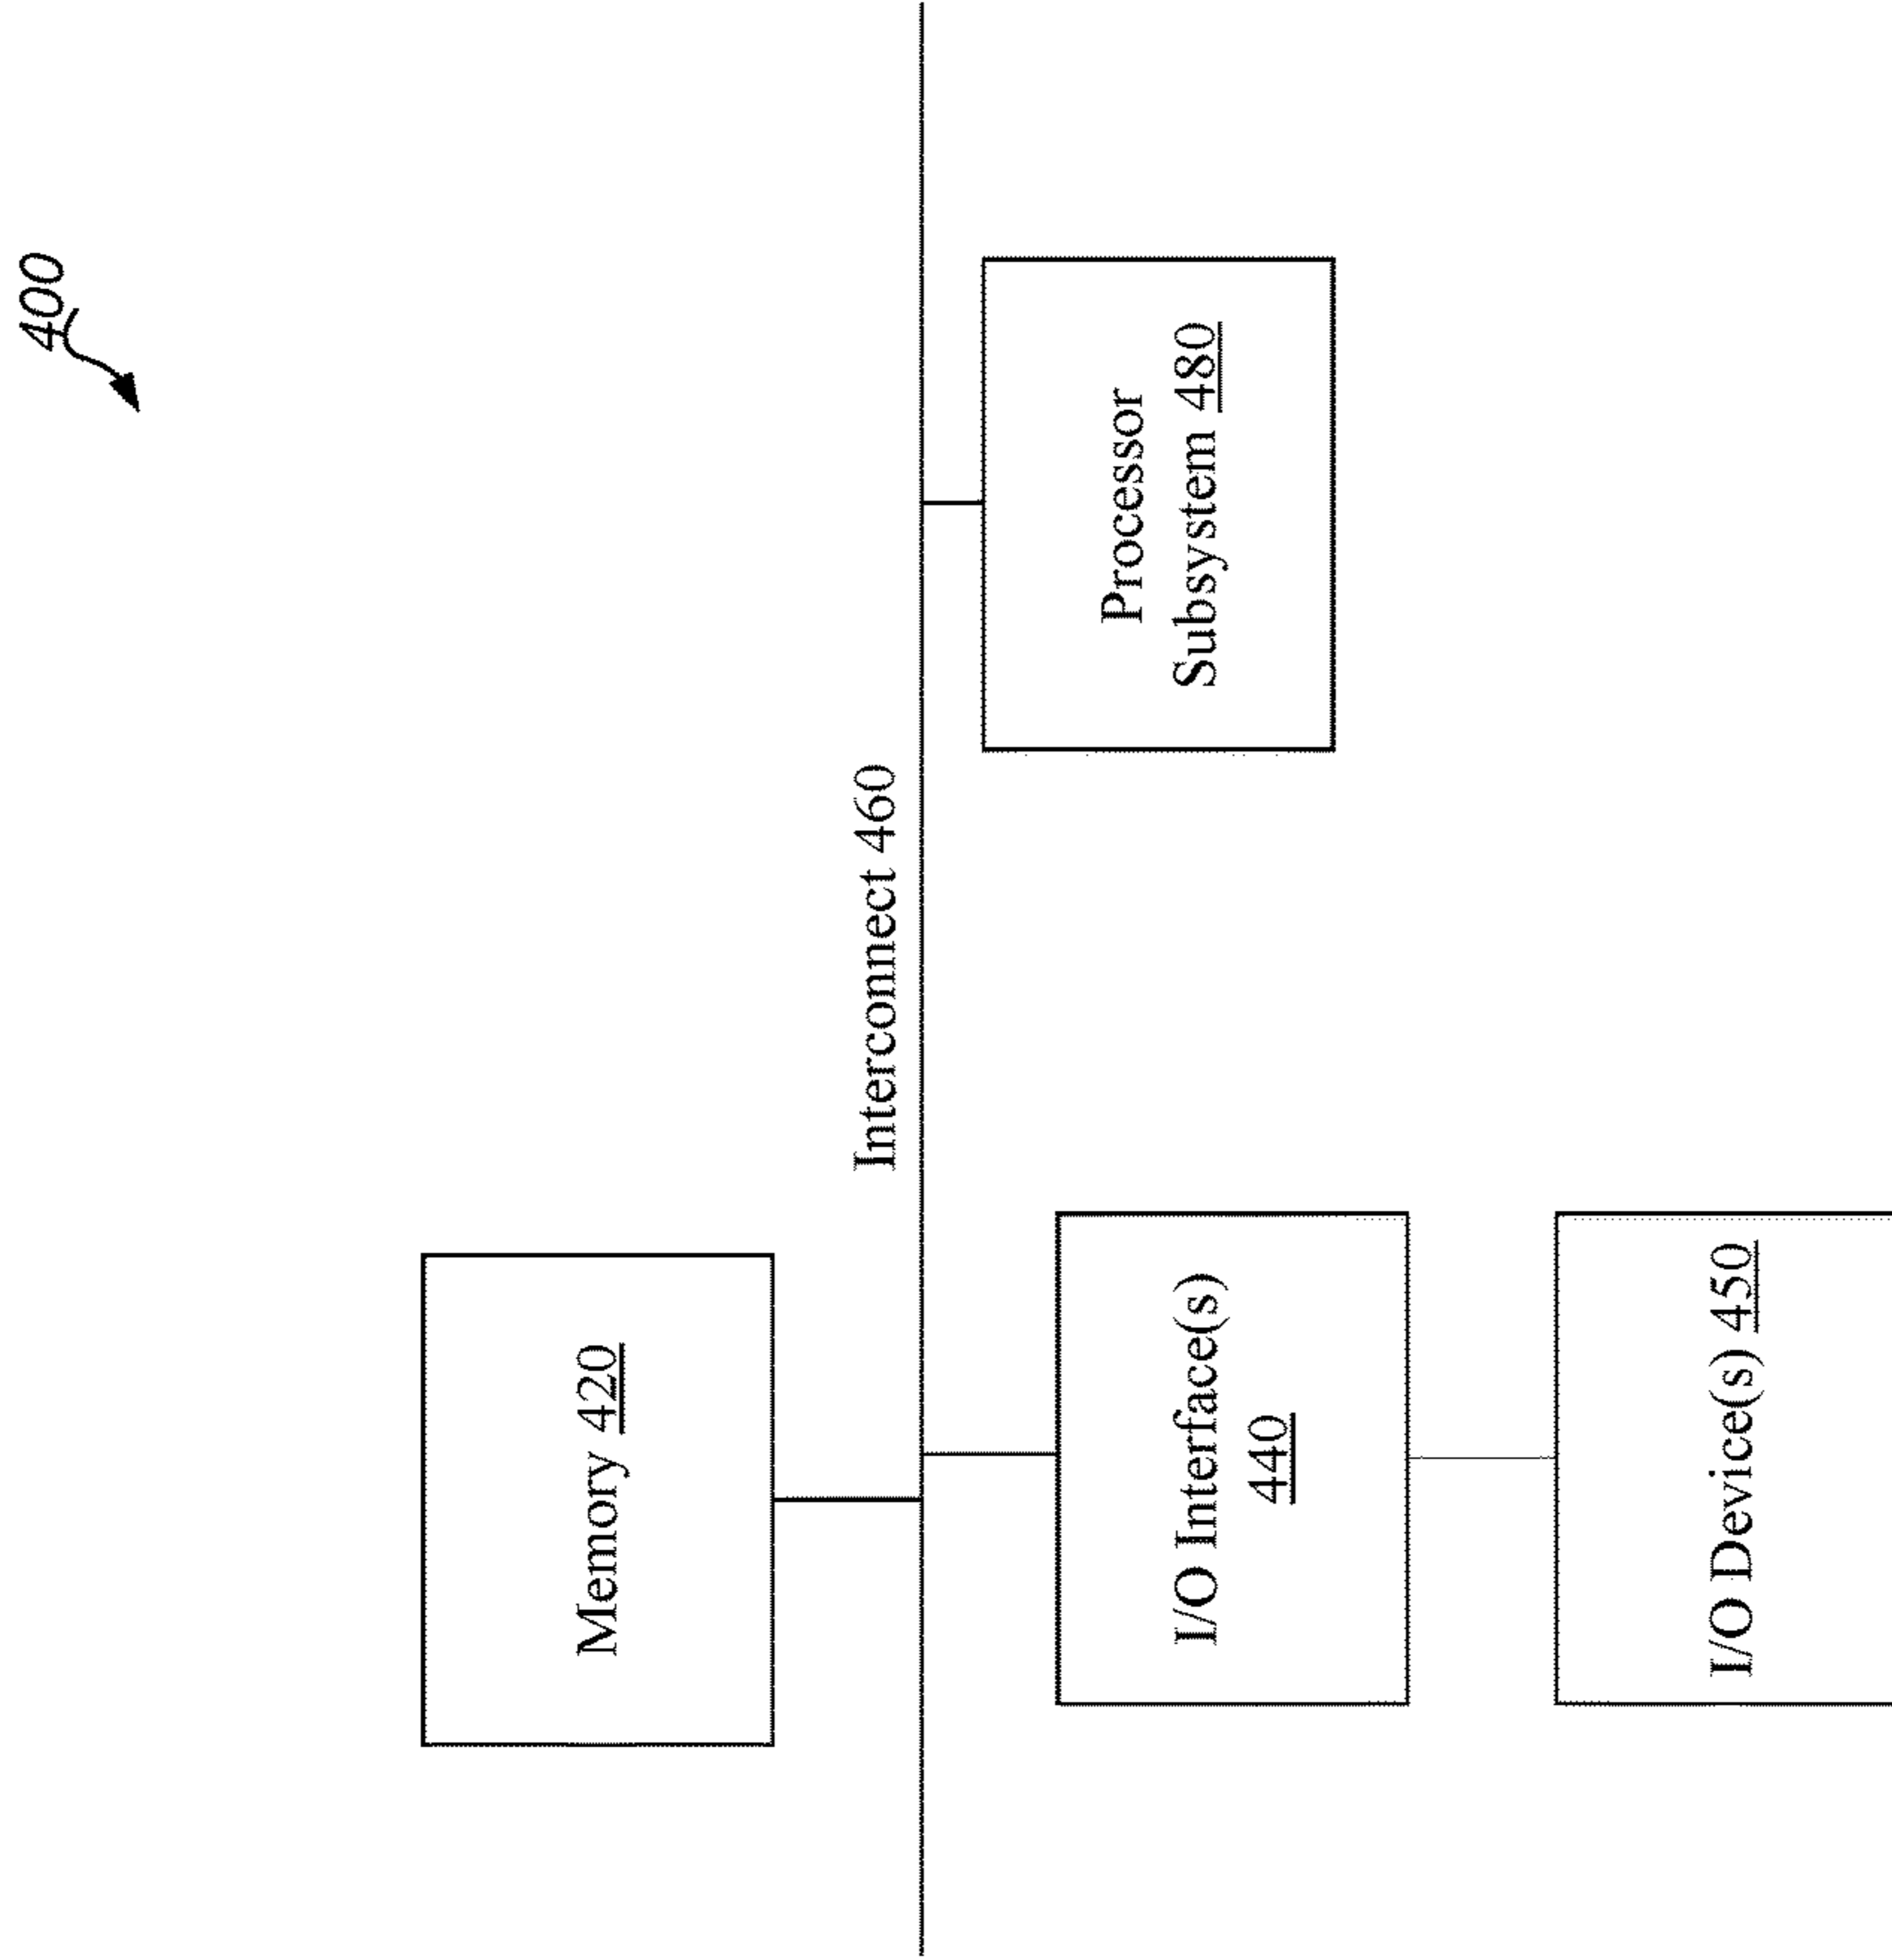 400
Memory 420
Interconnect 460
I/O Interface(s)
440
Processor
Subsystem 480
I/O Device(s) 450